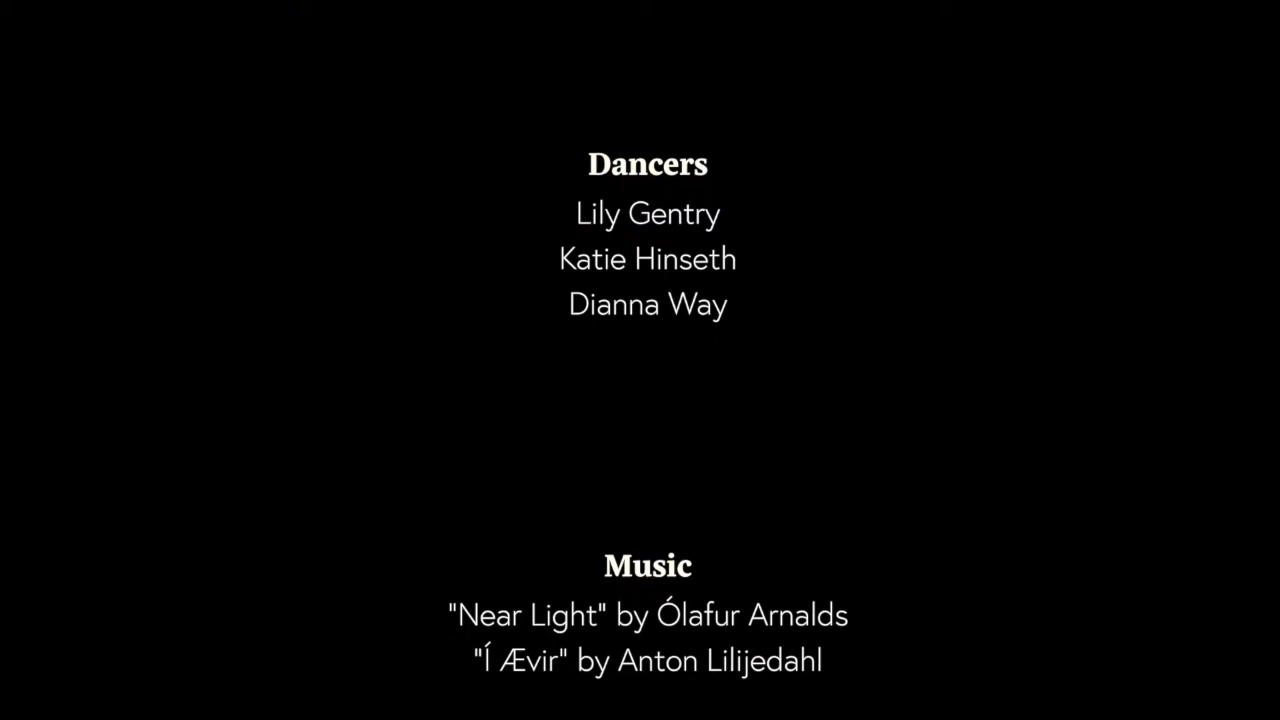 Dancers
Lily Gentry
Katie Hinseth
Dianna Way
Music
"Near Light" by Ólafur Arnalds
"Í Ævir" by Anton Lilijedahl